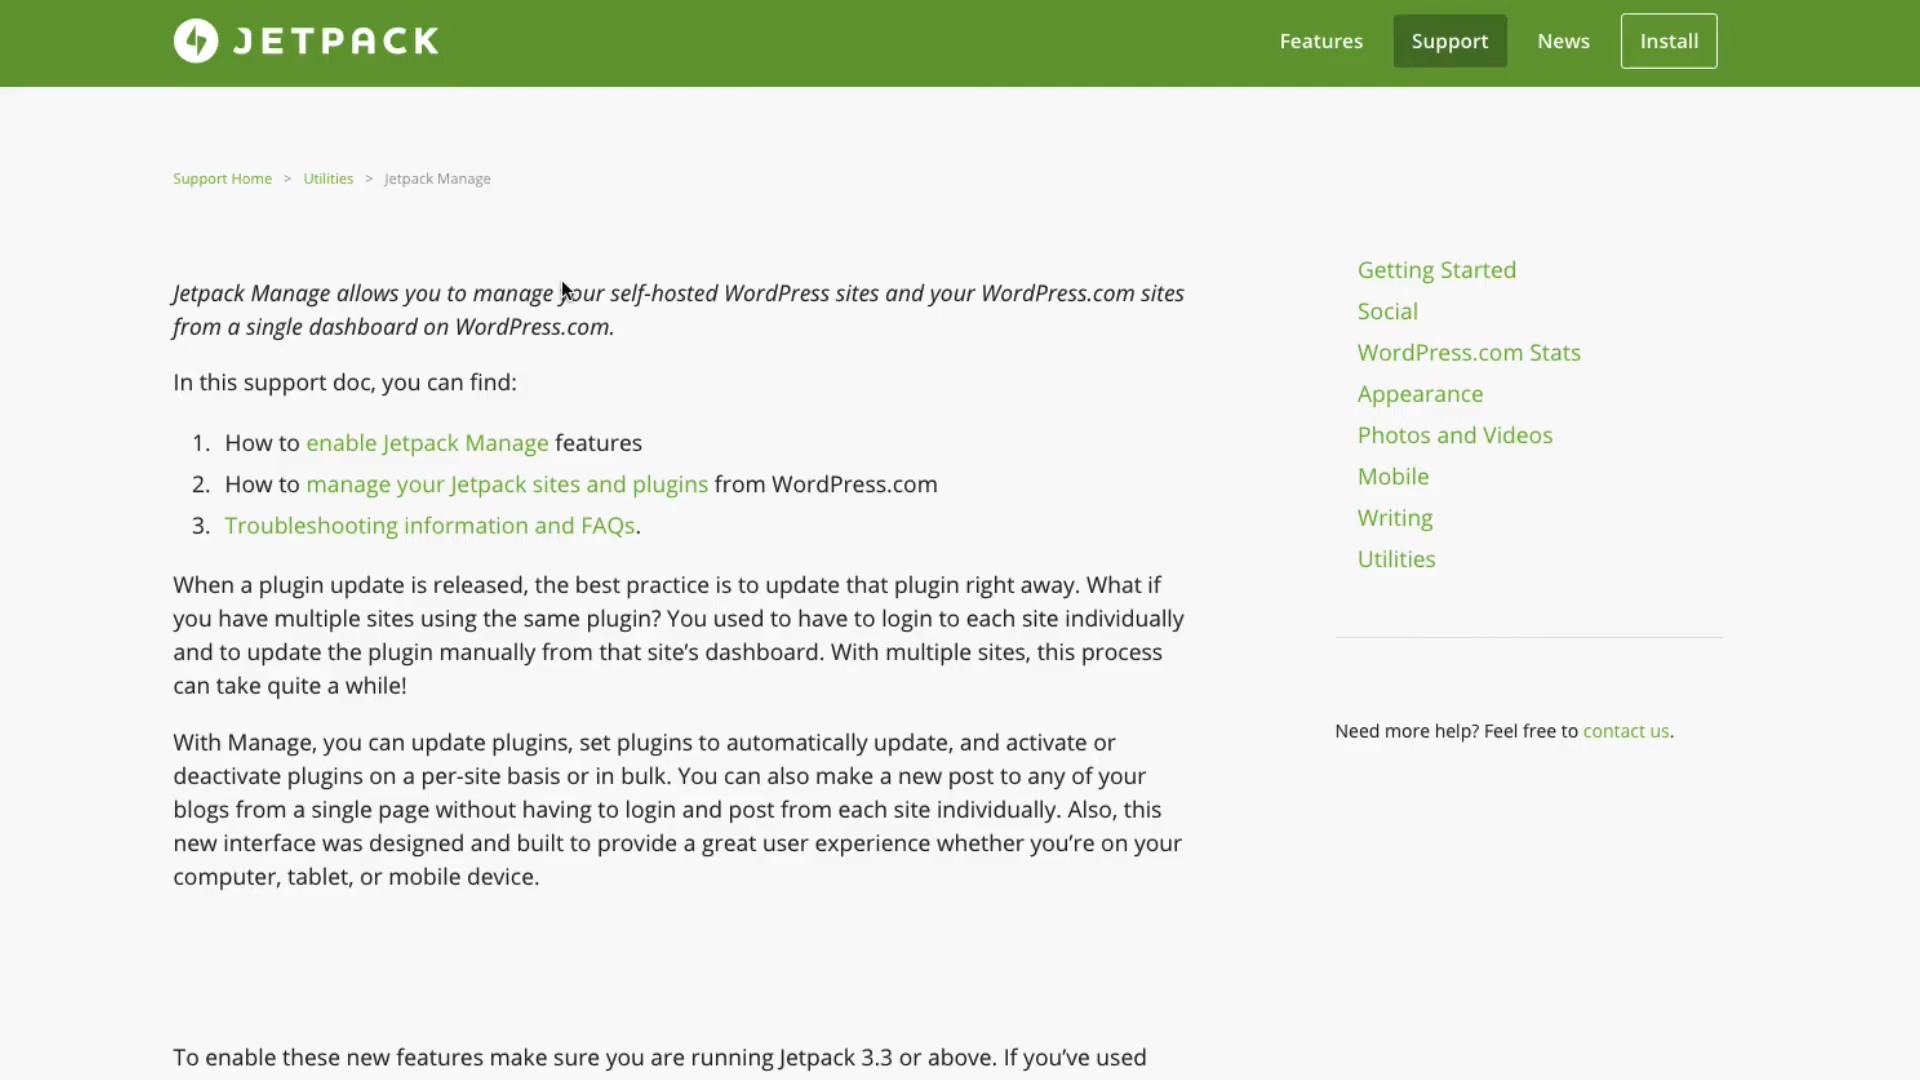 JETPACK
Features
Support
News
Install
Support Home > Utilities > Jetpack Manage
Jetpack Manage allows you to manage your self-hosted WordPress sites and your WordPress.com sites
from a single dashboard on WordPress.com.
In this support doc, you can find:
1. How to enable Jetpack Manage features
2. How to manage your Jetpack sites and plugins from WordPress.com
3. Troubleshooting information and FAQs.
When a plugin update is released, the best practice is to update that plugin right away. What if
you have multiple sites using the same plugin? You used to have to login to each site individually
and to update the plugin manually from that site’s dashboard. With multiple sites, this process
can take quite a while!
With Manage, you can update plugins, set plugins to automatically update, and activate or
deactivate plugins on a per-site basis or in bulk. You can also make a new post to any of your
blogs from a single page without having to login and post from each site individually. Also, this
new interface was designed and built to provide a great user experience whether you’re on your
computer, tablet, or mobile device.
To enable these new features make sure you are running Jetpack 3.3 or above. If you’ve used
Getting Started
Social
WordPress.com Stats
Appearance
Photos and Videos
Mobile
Writing
Utilities
Need more help? Feel free to contact us.